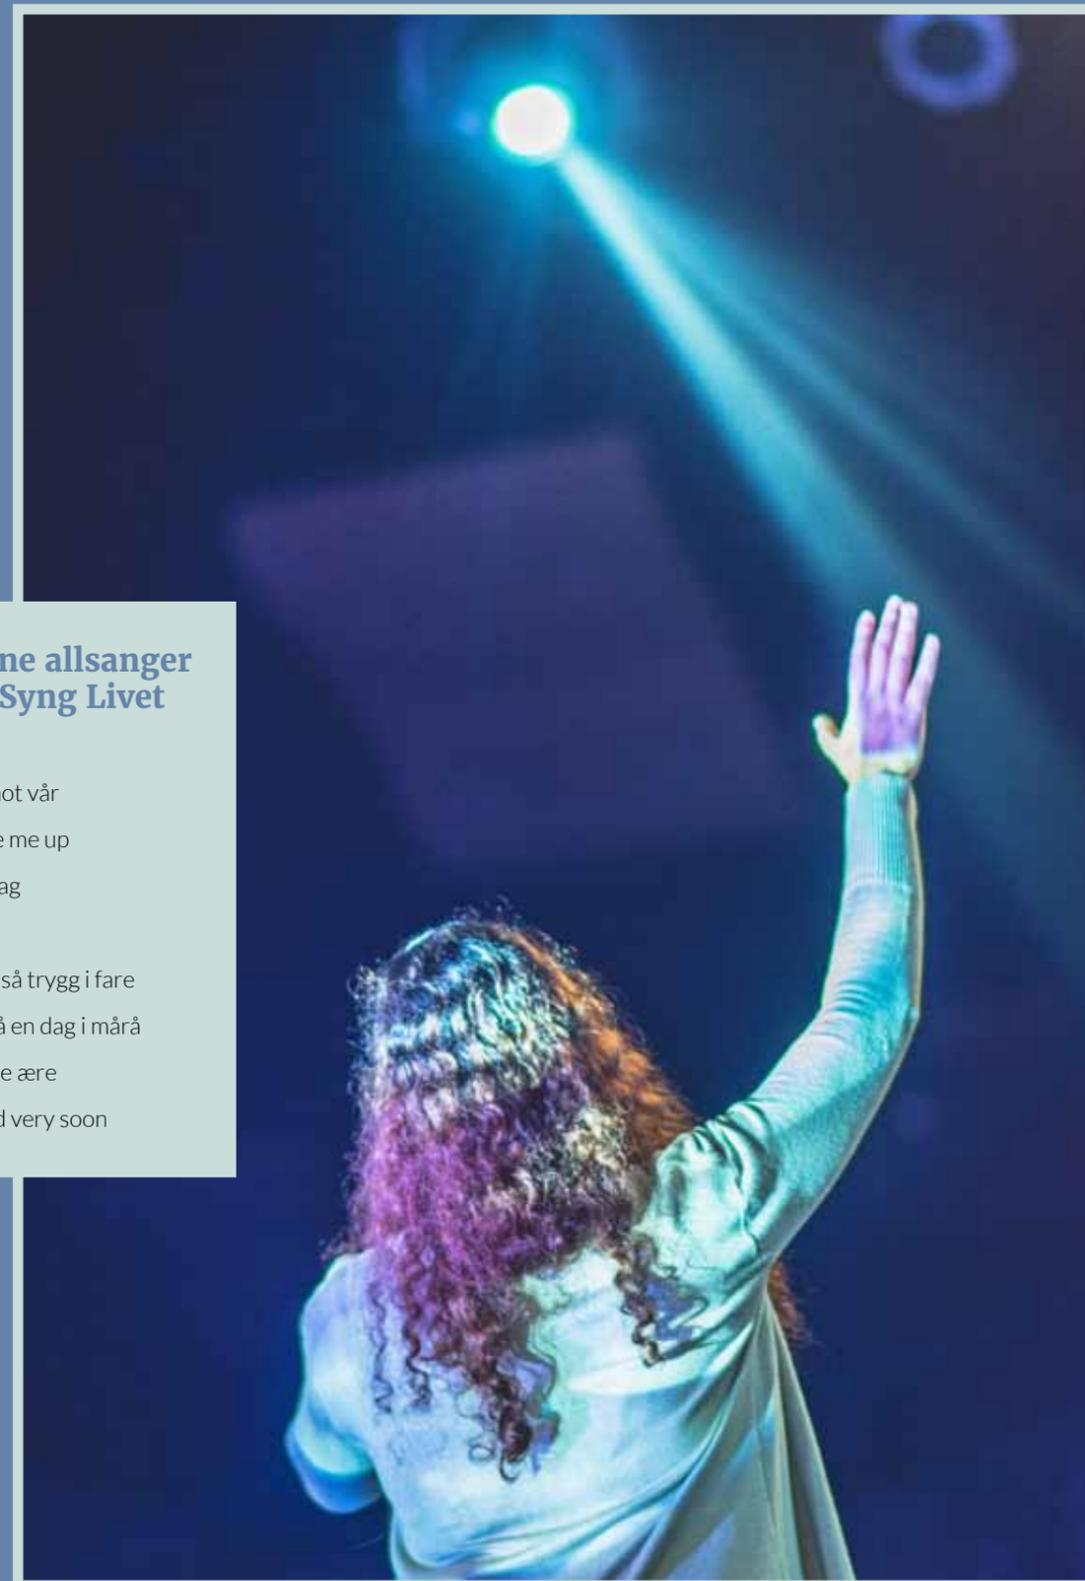 ne allsanger
Syng Livet
ot vår
e me up
ag
så trygg i fare
å en dag i mårå
e ære
d very soon